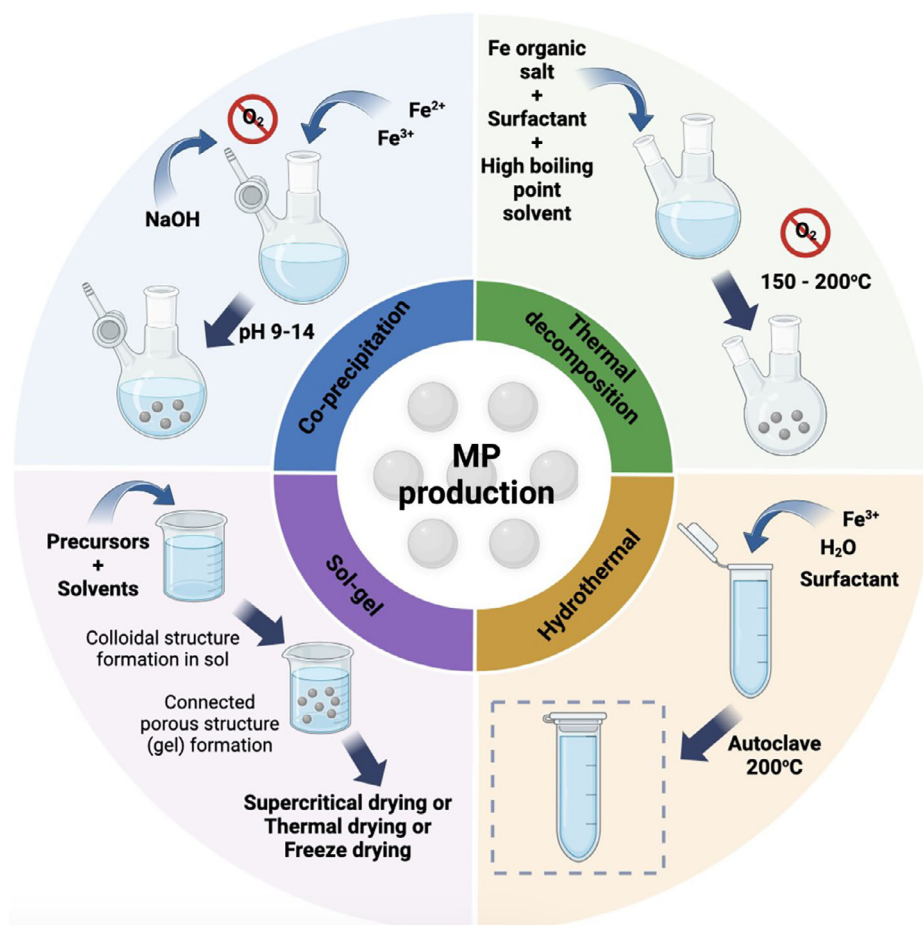 O₂
Fe²⁺
Fe³⁺
NaOH
pH 9-14
Co-precipitation
Fe organic
salt
+
Surfactant
+
High boiling
point
solvent
O₂
150 - 200ºC
Thermal
decomposition
MP
production
Precursors
+
Solvents
Colloidal structure
formation in sol
Connected
porous structure
(gel) formation
Supercritical drying or
Thermal drying or
Freeze drying
Sol-gel
Hydrothermal
Fe³⁺
H₂O
Surfactant
Autoclave
200ºC